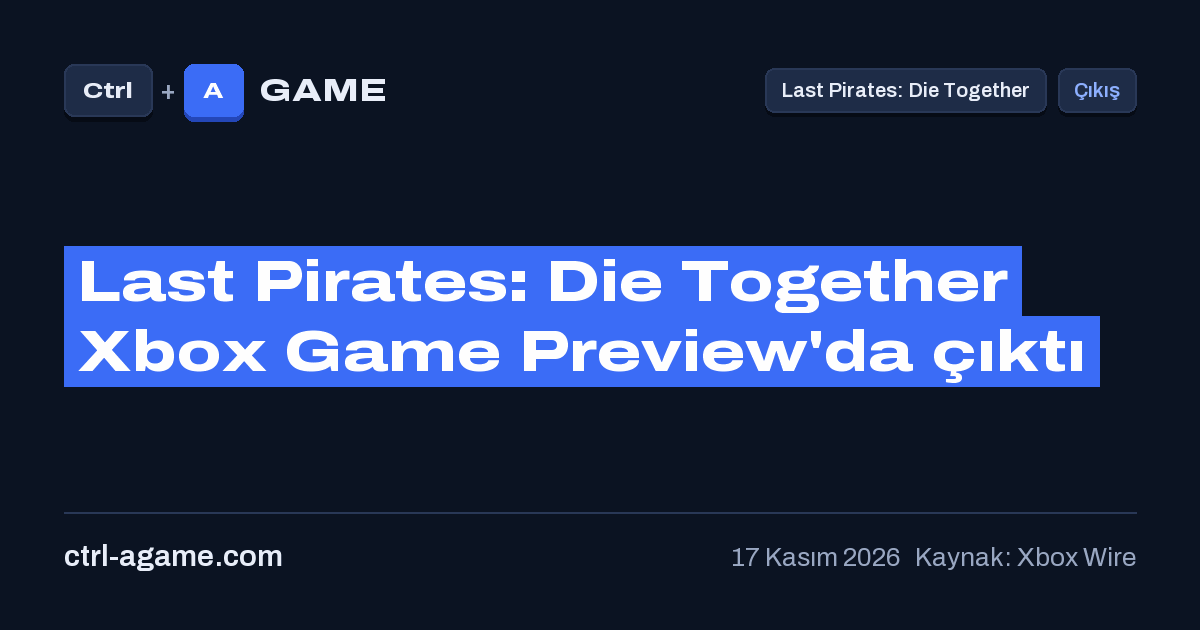 Ctrl + A GAME
Last Pirates: Die Together Çıkış
Last Pirates: Die Together
Xbox Game Preview'da çıktı
ctrl-agame.com
17 Kasım 2026 Kaynak: Xbox Wire